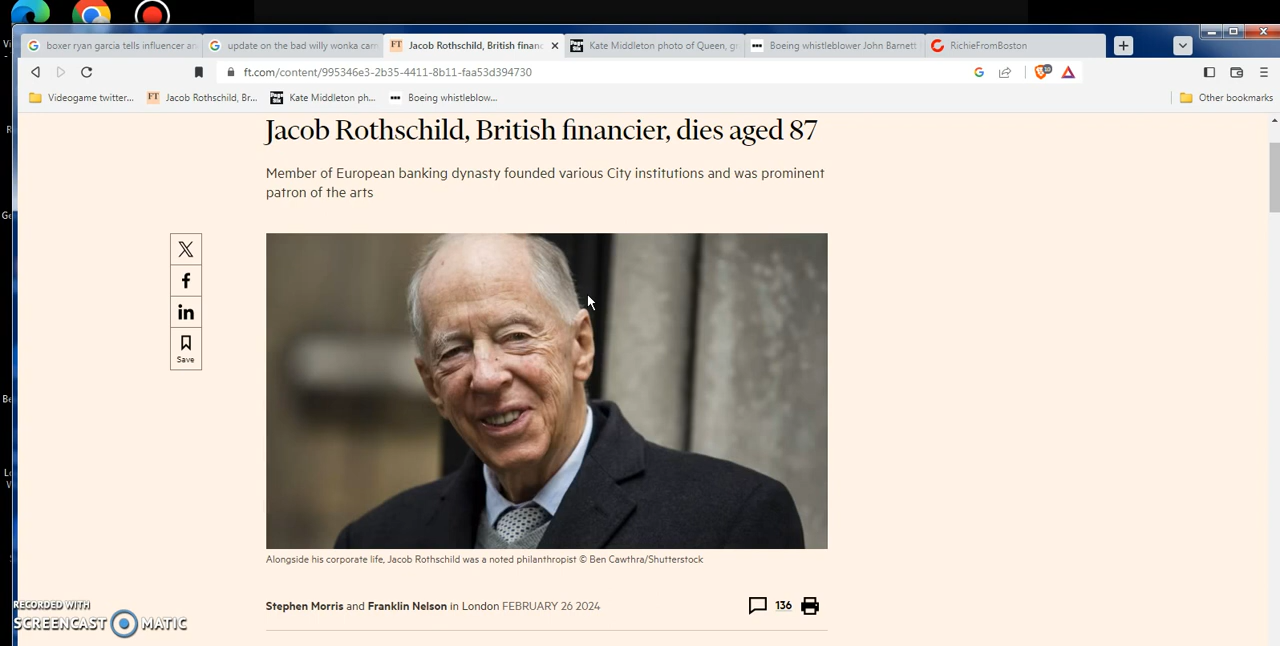 boxer ryan garcia tells influencer ar
update on the bad willy wonka cam
FT Jacob Rothschild, British financ
Kate Middleton photo of Queen, gr
Boeing whistleblower John Barnett
RichieFromBoston
ft.com/content/995346e3-2b35-4411-8b11-faa53d394730
Videogame twitter...
FT Jacob Rothschild, Br...
Kate Middleton ph...
Boeing whistleblow...
Other bookmarks
Jacob Rothschild, British financier, dies aged 87
Member of European banking dynasty founded various City institutions and was prominent
patron of the arts
Save
Alongside his corporate life, Jacob Rothschild was a noted philanthropist © Ben Cawthra/Shutterstock
Stephen Morris and Franklin Nelson in London FEBRUARY 26 2024
136
RECORDED WITH
SCREENCAST MATIC